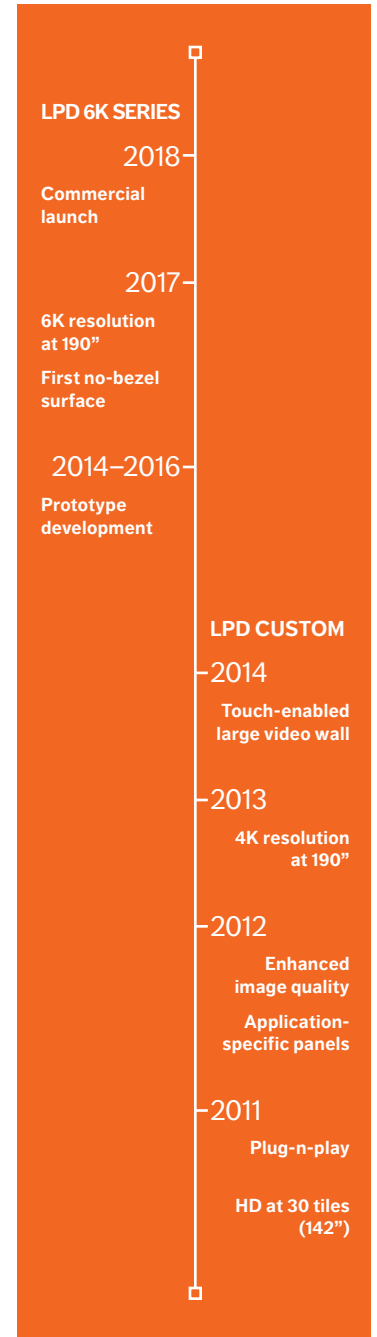 LPD 6K SERIES
2018
Commercial
launch
2017
6K resolution
at 190”
First no-bezel
surface
2014–2016
Prototype
development
LPD CUSTOM
2014
Touch-enabled
large video wall
2013
4K resolution
at 190”
2012
Enhanced
image quality
Application-
specific panels
2011
Plug-n-play
HD at 30 tiles
(142”)